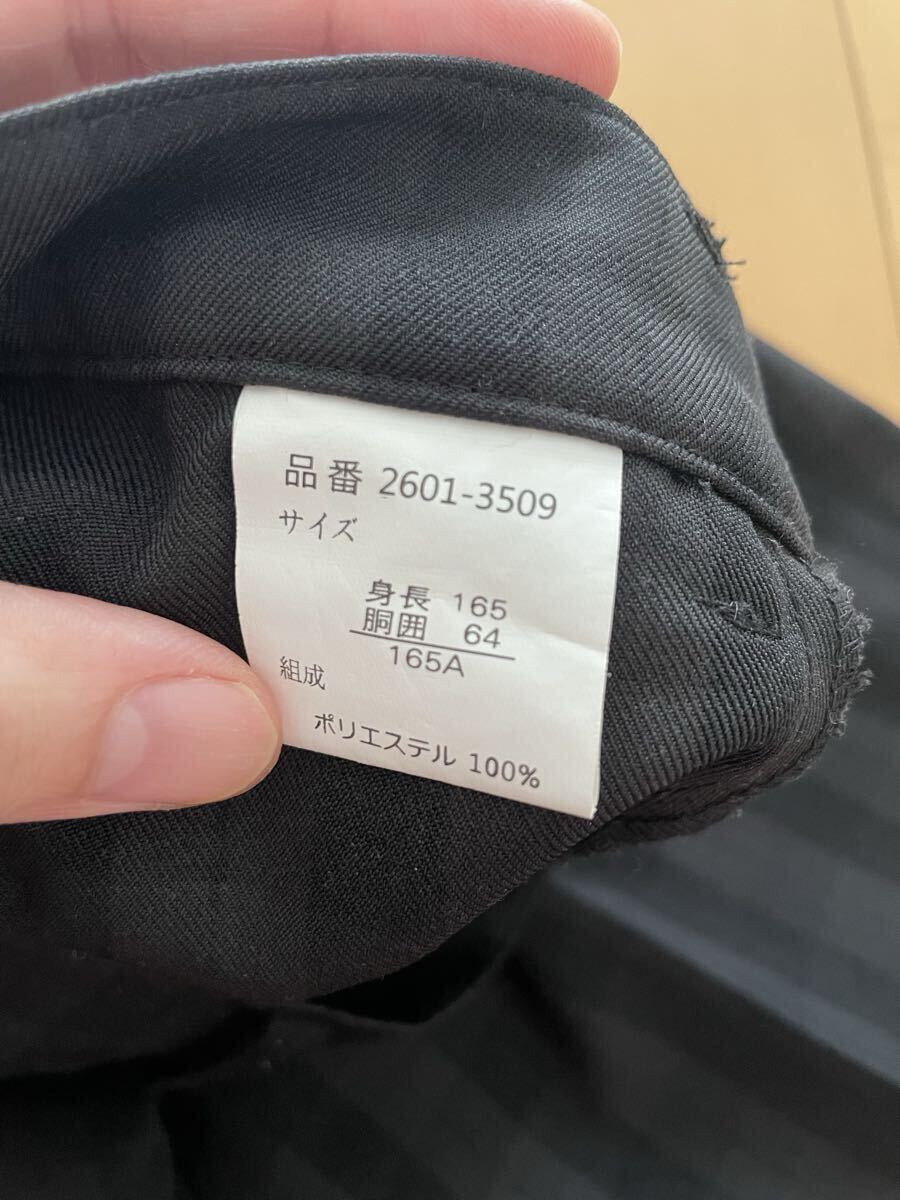 品番 2601-3509
サイズ
身長 165
胴囲 64
165A
組成
ポリエステル 100%